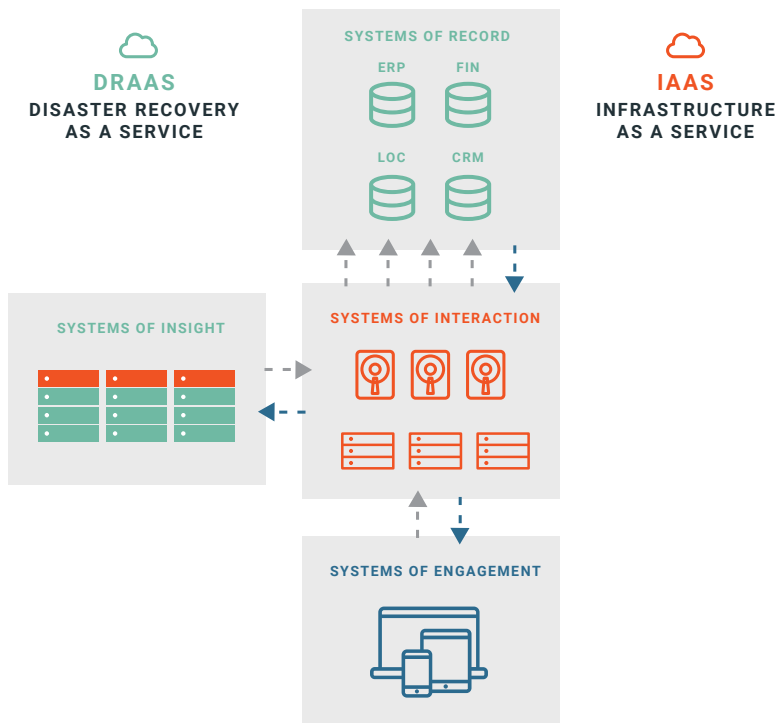 DRAAS
DISASTER RECOVERY
AS A SERVICE
SYSTEMS OF RECORD
ERP
FIN
LOC
CRM
IAAS
INFRASTRUCTURE
AS A SERVICE
SYSTEMS OF INSIGHT
SYSTEMS OF INTERACTION
SYSTEMS OF ENGAGEMENT